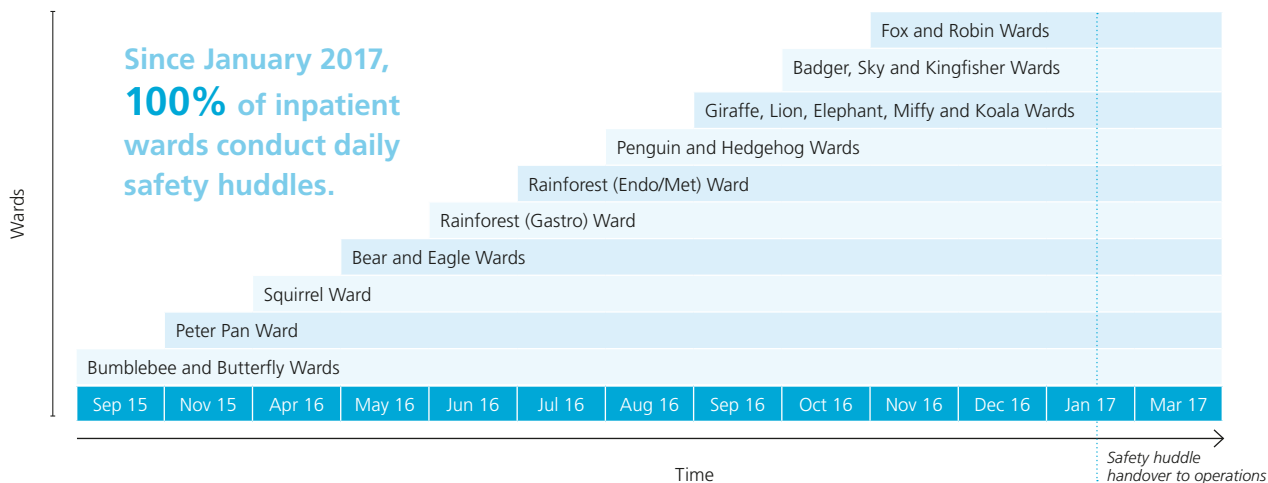 Since January 2017,
100% of inpatient
wards conduct daily
safety huddles.
Fox and Robin Wards
Badger, Sky and Kingfisher Wards
Giraffe, Lion, Elephant, Miffy and Koala Wards
Penguin and Hedgehog Wards
Rainforest (Endo/Met) Ward
Rainforest (Gastro) Ward
Bear and Eagle Wards
Squirrel Ward
Peter Pan Ward
Bumblebee and Butterfly Wards
Wards
Sep 15 Nov 15 Apr 16 May 16 Jun 16 Jul 16 Aug 16 Sep 16 Oct 16 Nov 16 Dec 16 Jan 17 Mar 17
Time
Safety huddle
handover to operations